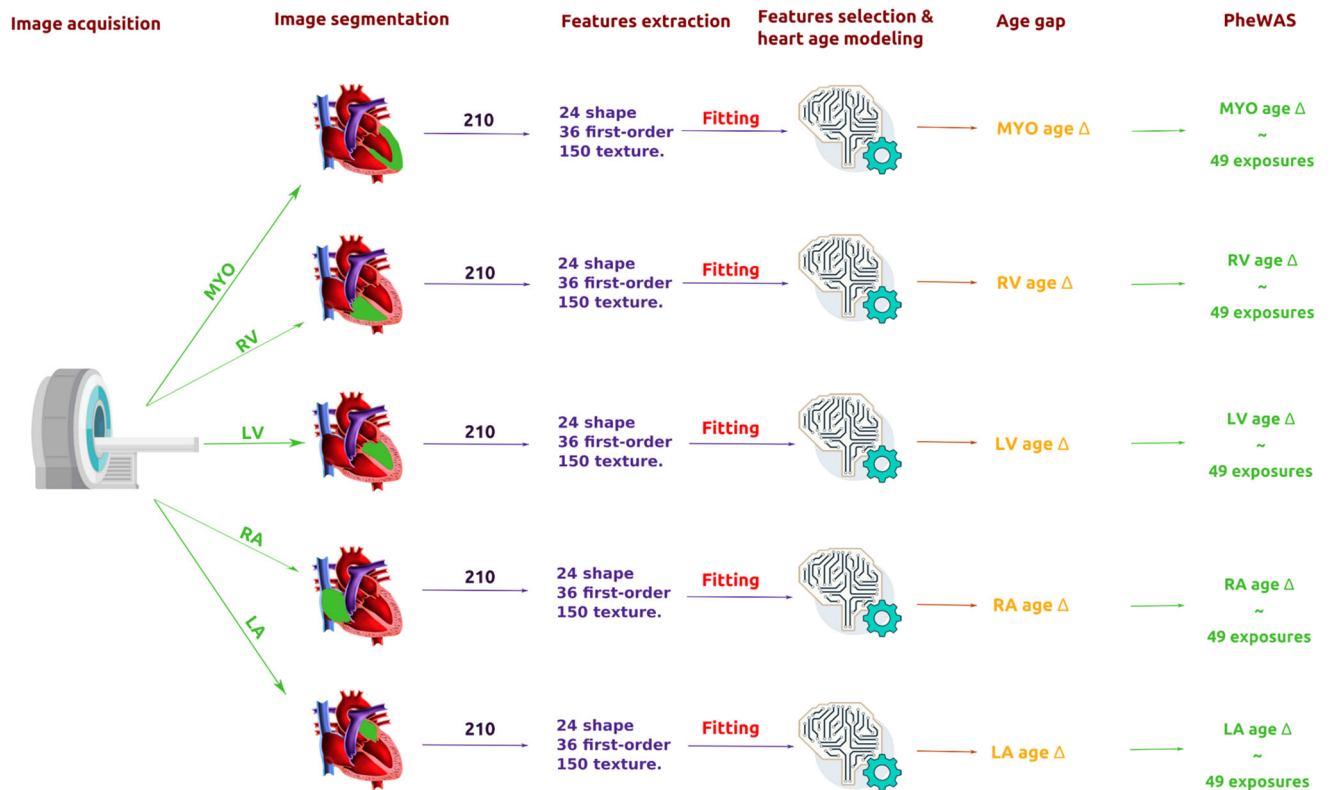 Image acquisition
Image segmentation
Features extraction
Features selection &
heart age modeling
Age gap
PheWAS
MYO
210
24 shape
36 first-order
150 texture.
Fitting
MYO age Δ
MYO age Δ
~
49 exposures
RV
210
24 shape
36 first-order
150 texture.
Fitting
RV age Δ
RV age Δ
~
49 exposures
LV
210
24 shape
36 first-order
150 texture.
Fitting
LV age Δ
LV age Δ
~
49 exposures
RA
210
24 shape
36 first-order
150 texture.
Fitting
RA age Δ
RA age Δ
~
49 exposures
LA
210
24 shape
36 first-order
150 texture.
Fitting
LA age Δ
LA age Δ
~
49 exposures